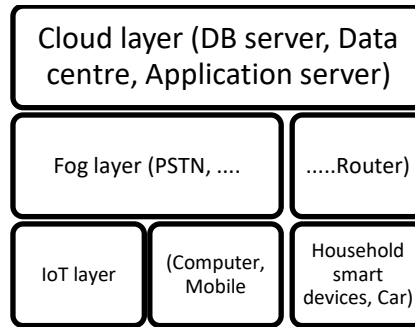 Cloud layer (DB server, Data
centre, Application server)
Fog layer (PSTN, ....
.....Router)
IoT layer
(Computer,
Mobile
Household
smart
devices, Car)